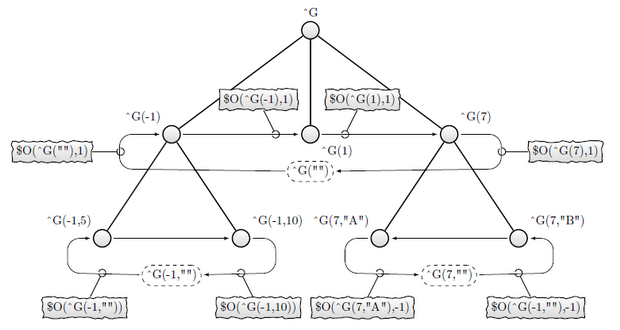 ^G
$O(^G(-1),1)
$O(^G(1),1)
^G(-1)
^G(7)
$O(^G(""),1)
^G(1)
$O(^G(7),1)
^G("")
^G(-1,5)
^G(-1,10)
^G(7,"A")
^G(7,"B")
^G(-1,"")
^G(7,"")
$O(^G(-1,""))
$O(^G(-1,10))
$O(^G(7,"A"),-1)
$O(^G(-1,""),-1)